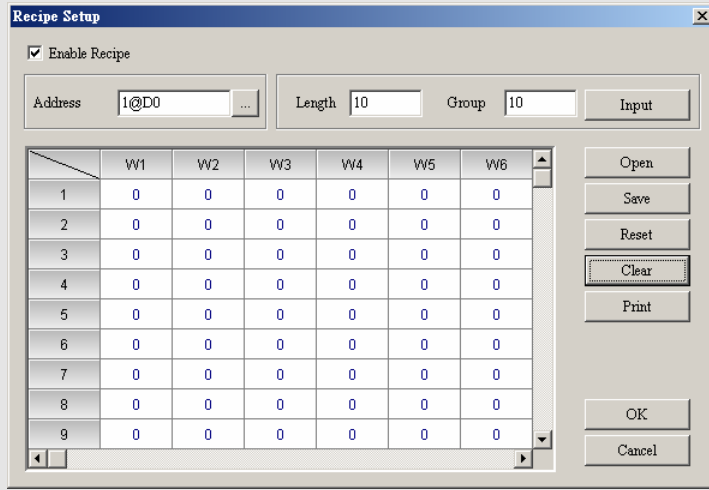 Recipe Setup
Enable Recipe
Address 1@D0 ... Length 10 Group 10 Input
W1 W2 W3 W4 W5 W6
1 0 0 0 0 0 0
2 0 0 0 0 0 0
3 0 0 0 0 0 0
4 0 0 0 0 0 0
5 0 0 0 0 0 0
6 0 0 0 0 0 0
7 0 0 0 0 0 0
8 0 0 0 0 0 0
9 0 0 0 0 0 0
Open
Save
Reset
Clear
Print
OK
Cancel